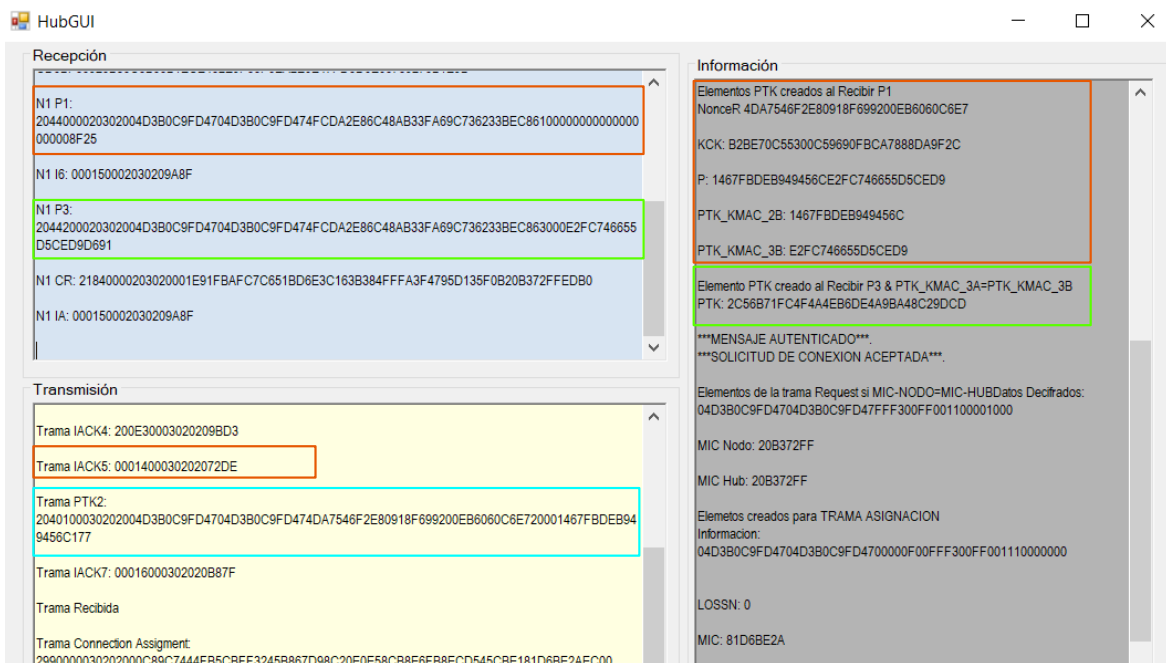 HubGUI
Recepción
N1 P1:
2044000020302004D3B0C9FD4704D3B0C9FD474FCDA2E86C48AB33FA69C736233BEC86100000000000000
000008F25
N1 I6: 000150002030209A8F
N1 P3:
2044200020302004D3B0C9FD4704D3B0C9FD474FCDA2E86C48AB33FA69C736233BEC863000E2FC746655
D5CED9D691
N1 CR: 21840000203020001E91FBAFC7C651BD6E3C163B384FFFA3F4795D135F0B20B372FFEDB0
N1 IA: 000150002030209A8F
Transmisión
Trama IACK4: 200E30003020209BD3
Trama IACK5: 0001400030202072DE
Trama PTK2:
2040100030202004D3B0C9FD4704D3B0C9FD474DA7546F2E80918F699200EB6060C6E720001467FBDEB94
9456C177
Trama IACK7: 00016000302020B87F
Trama Recibida
Trama Connection Assigment:
Información
Elementos PTK creados al Recibir P1
NonceR 4DA7546F2E80918F699200EB6060C6E7
KCK: B2BE70C55300C59690FBCA7888DA9F2C
P: 1467FBDEB949456CE2FC746655D5CED9
PTK_KMAC_2B: 1467FBDEB949456C
PTK_KMAC_3B: E2FC746655D5CED9
Elemento PTK creado al Recibir P3 & PTK_KMAC_3A=PTK_KMAC_3B
PTK: 2C56B71FC4F4A4EB6DE4A9BA48C29DCD
***MENSAJE AUTENTICADO***.
***SOLICITUD DE CONEXION ACEPTADA***.
Elementos de la trama Request si MIC-NODO=MIC-HUBDatos Decifrados:
04D3B0C9FD4704D3B0C9FD47FFF300FF001100001000
MIC Nodo: 20B372FF
MIC Hub: 20B372FF
Elemetos creados para TRAMA ASIGNACION
Informacion:
04D3B0C9FD4704D3B0C9FD4700000F00FFF300FF001110000000
LOSSN: 0
MIC: 81D6BE2A